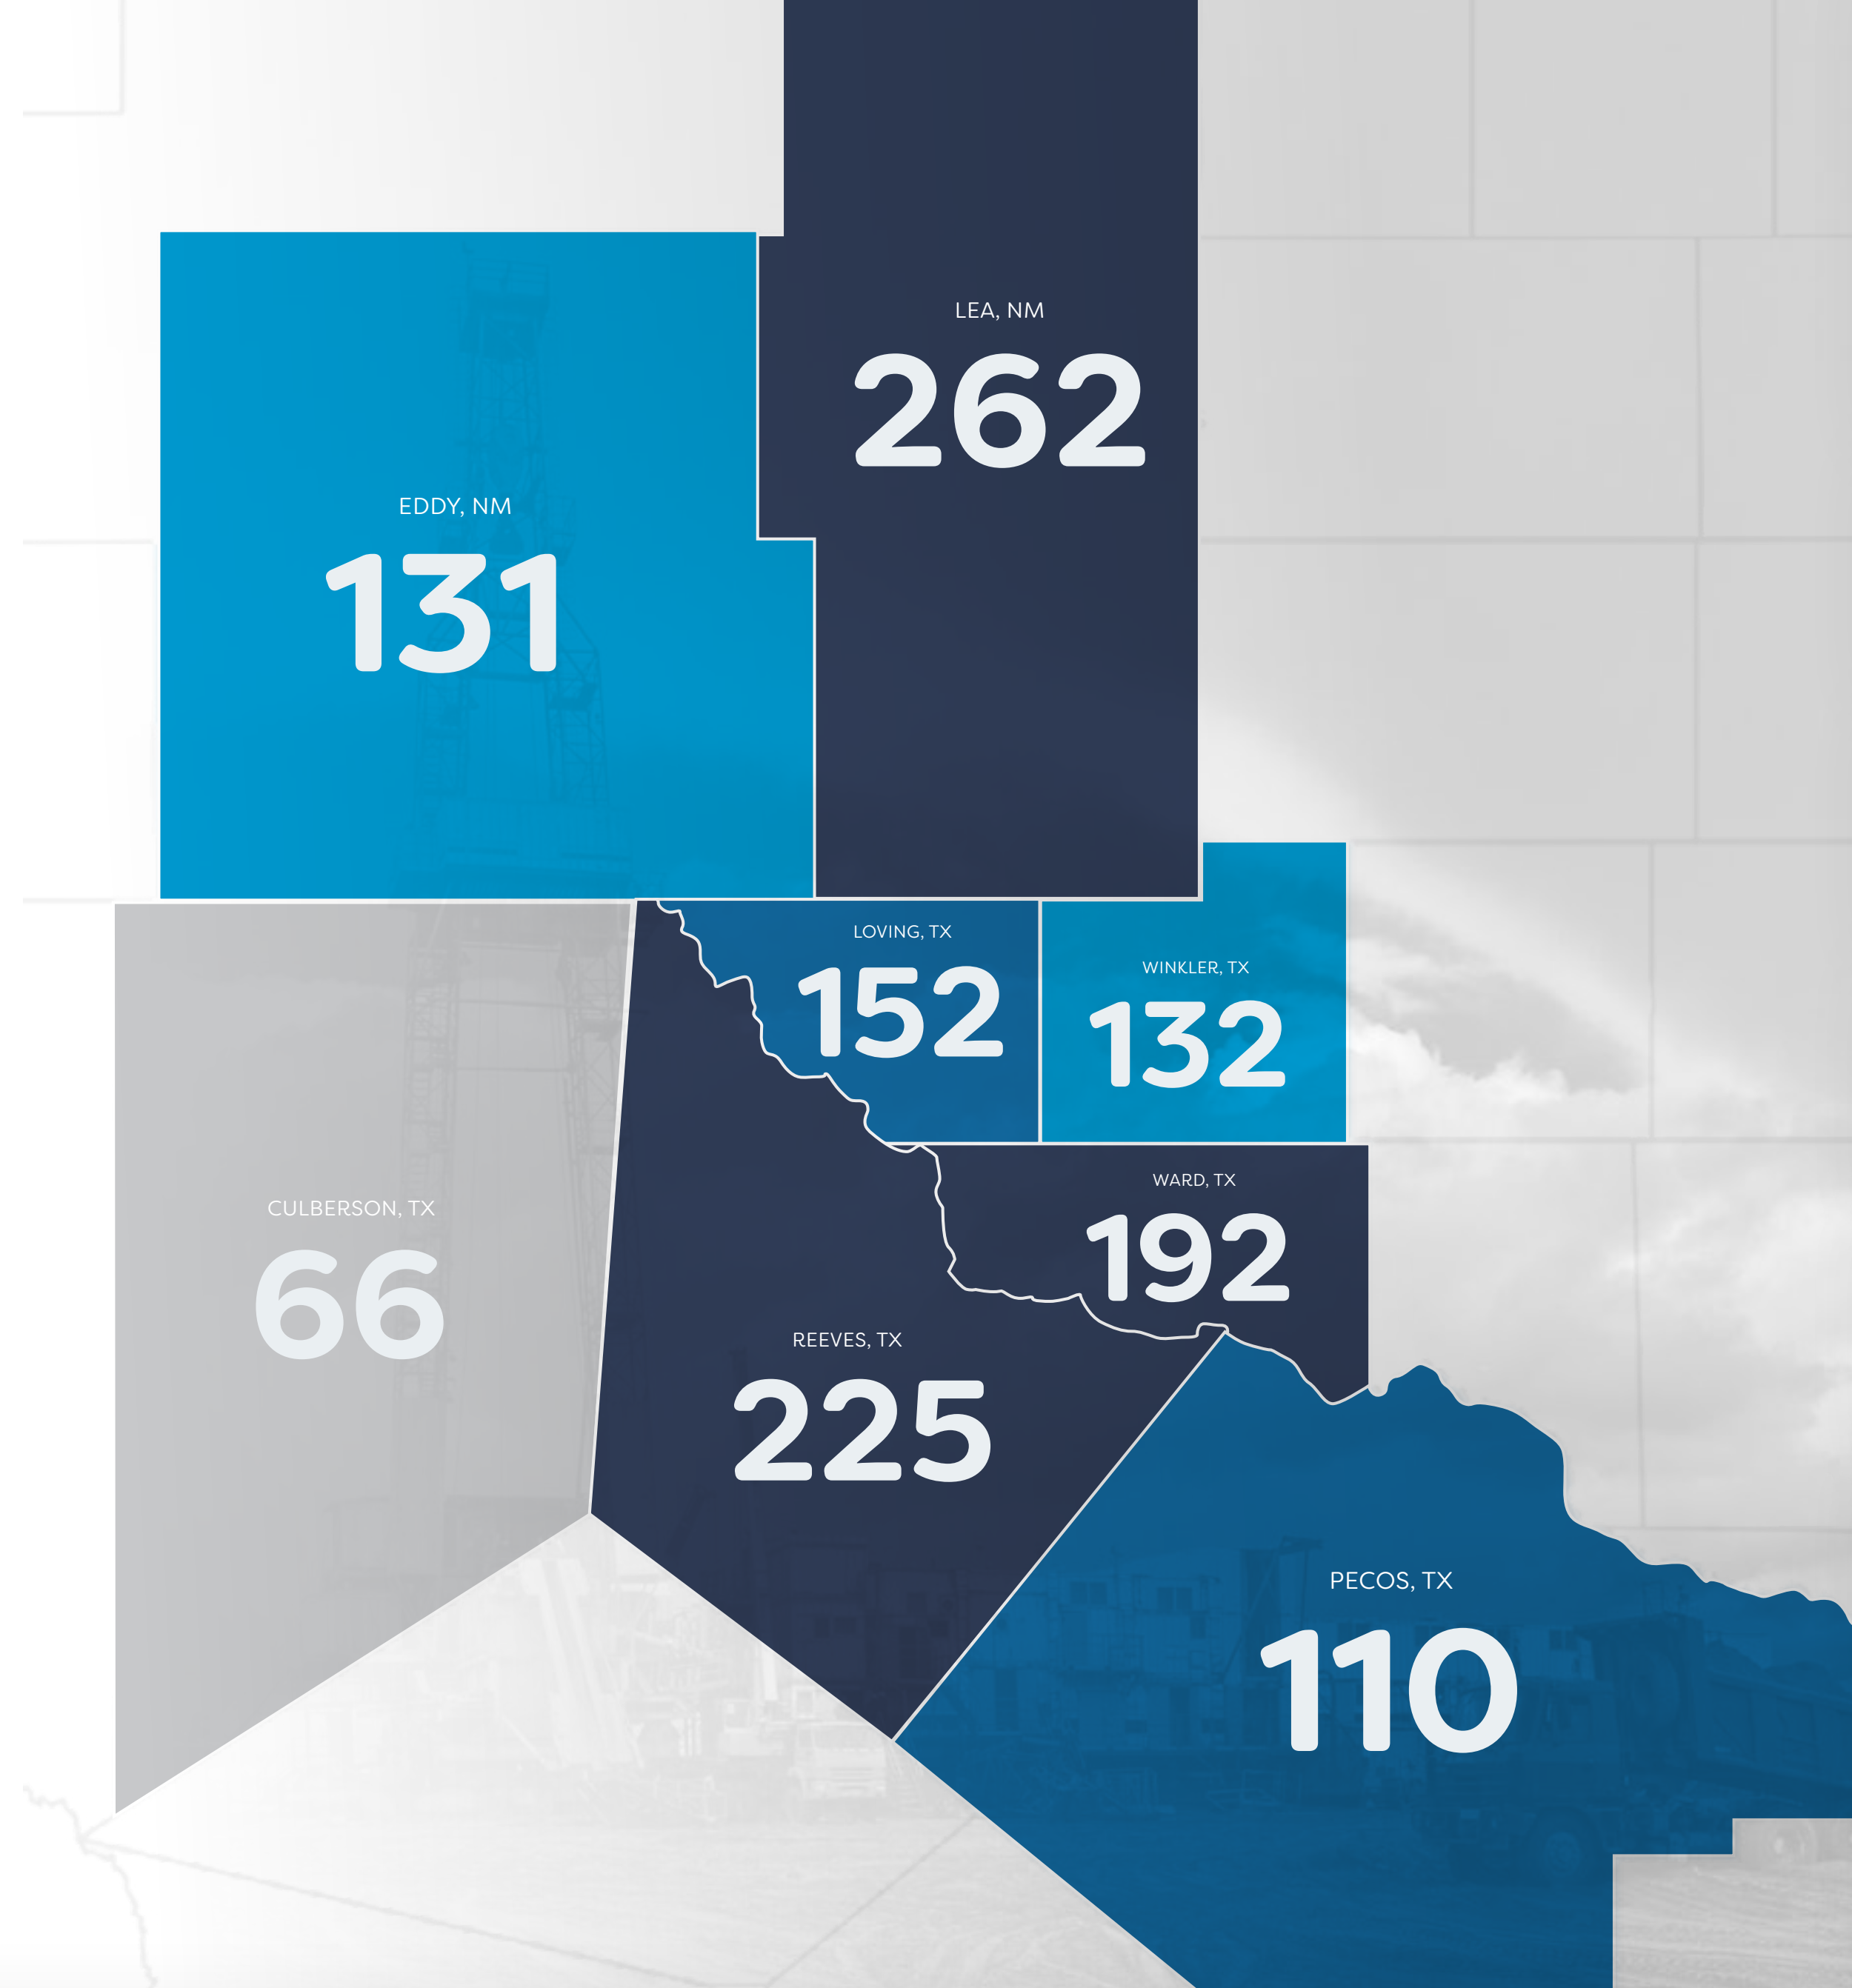 LEA, NM
262
EDDY, NM
131
LOVING, TX
152
WINKLER, TX
132
WARD, TX
192
CULBERSON, TX
66
REEVES, TX
225
PECOS, TX
110